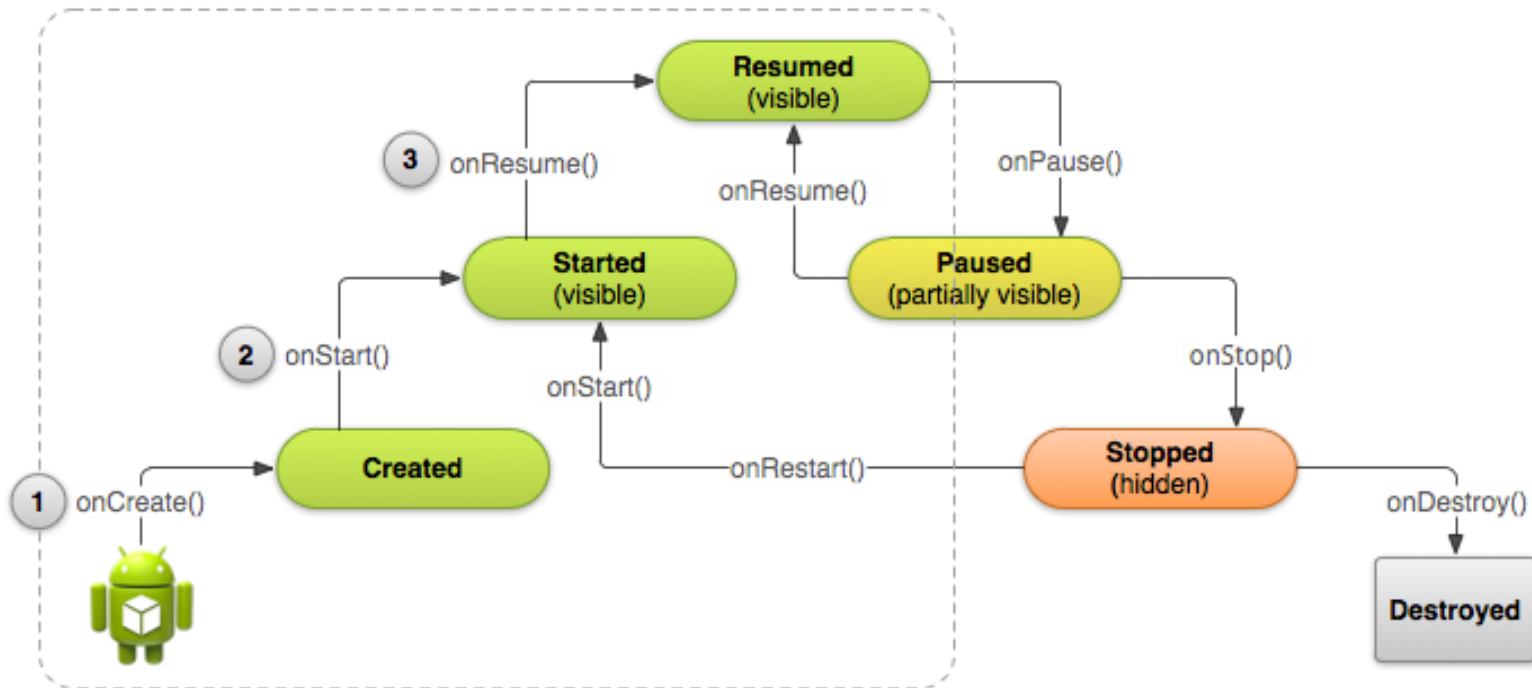 Resumed
(visible)
3
onResume()
onPause()
onResume()
Started
(visible)
Paused
(partially visible)
2
onStart()
onStop()
onStart()
Created
onRestart()
Stopped
(hidden)
1
onCreate()
onDestroy()
Destroyed